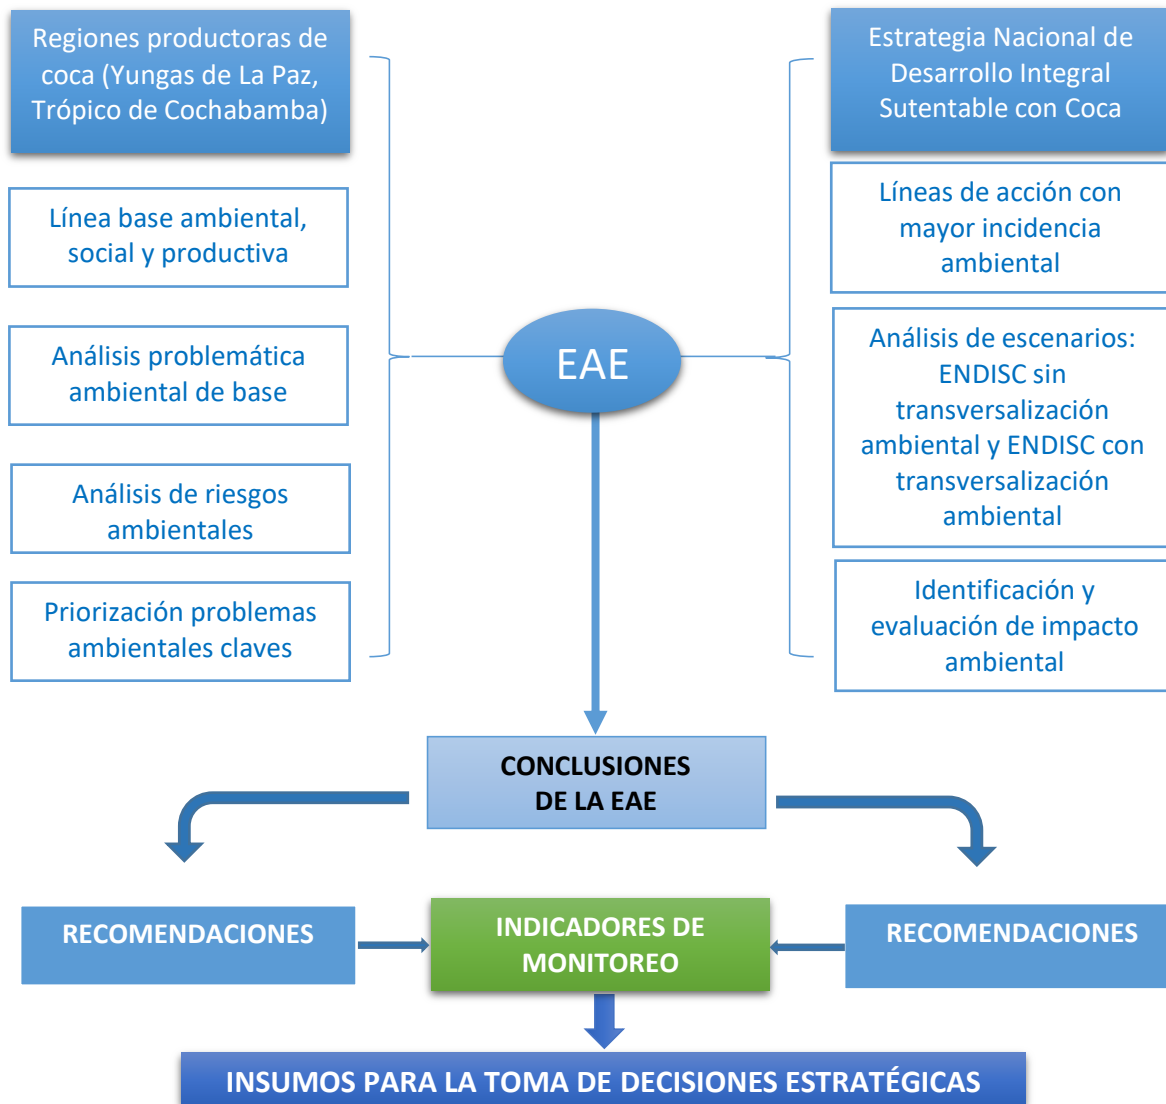 Regiones productoras de
coca (Yungas de La Paz,
Trópico de Cochabamba)
Línea base ambiental,
social y productiva
Análisis problemática
ambiental de base
Análisis de riesgos
ambientales
Priorización problemas
ambientales claves
EAE
Estrategia Nacional de
Desarrollo Integral
Sutentable con Coca
Líneas de acción con
mayor incidencia
ambiental
Análisis de escenarios:
ENDISC sin
transversalización
ambiental y ENDISC con
transversalización
ambiental
Identificación y
evaluación de impacto
ambiental
CONCLUSIONES
DE LA EAE
RECOMENDACIONES
INDICADORES DE
MONITOREO
RECOMENDACIONES
INSUMOS PARA LA TOMA DE DECISIONES ESTRATÉGICAS